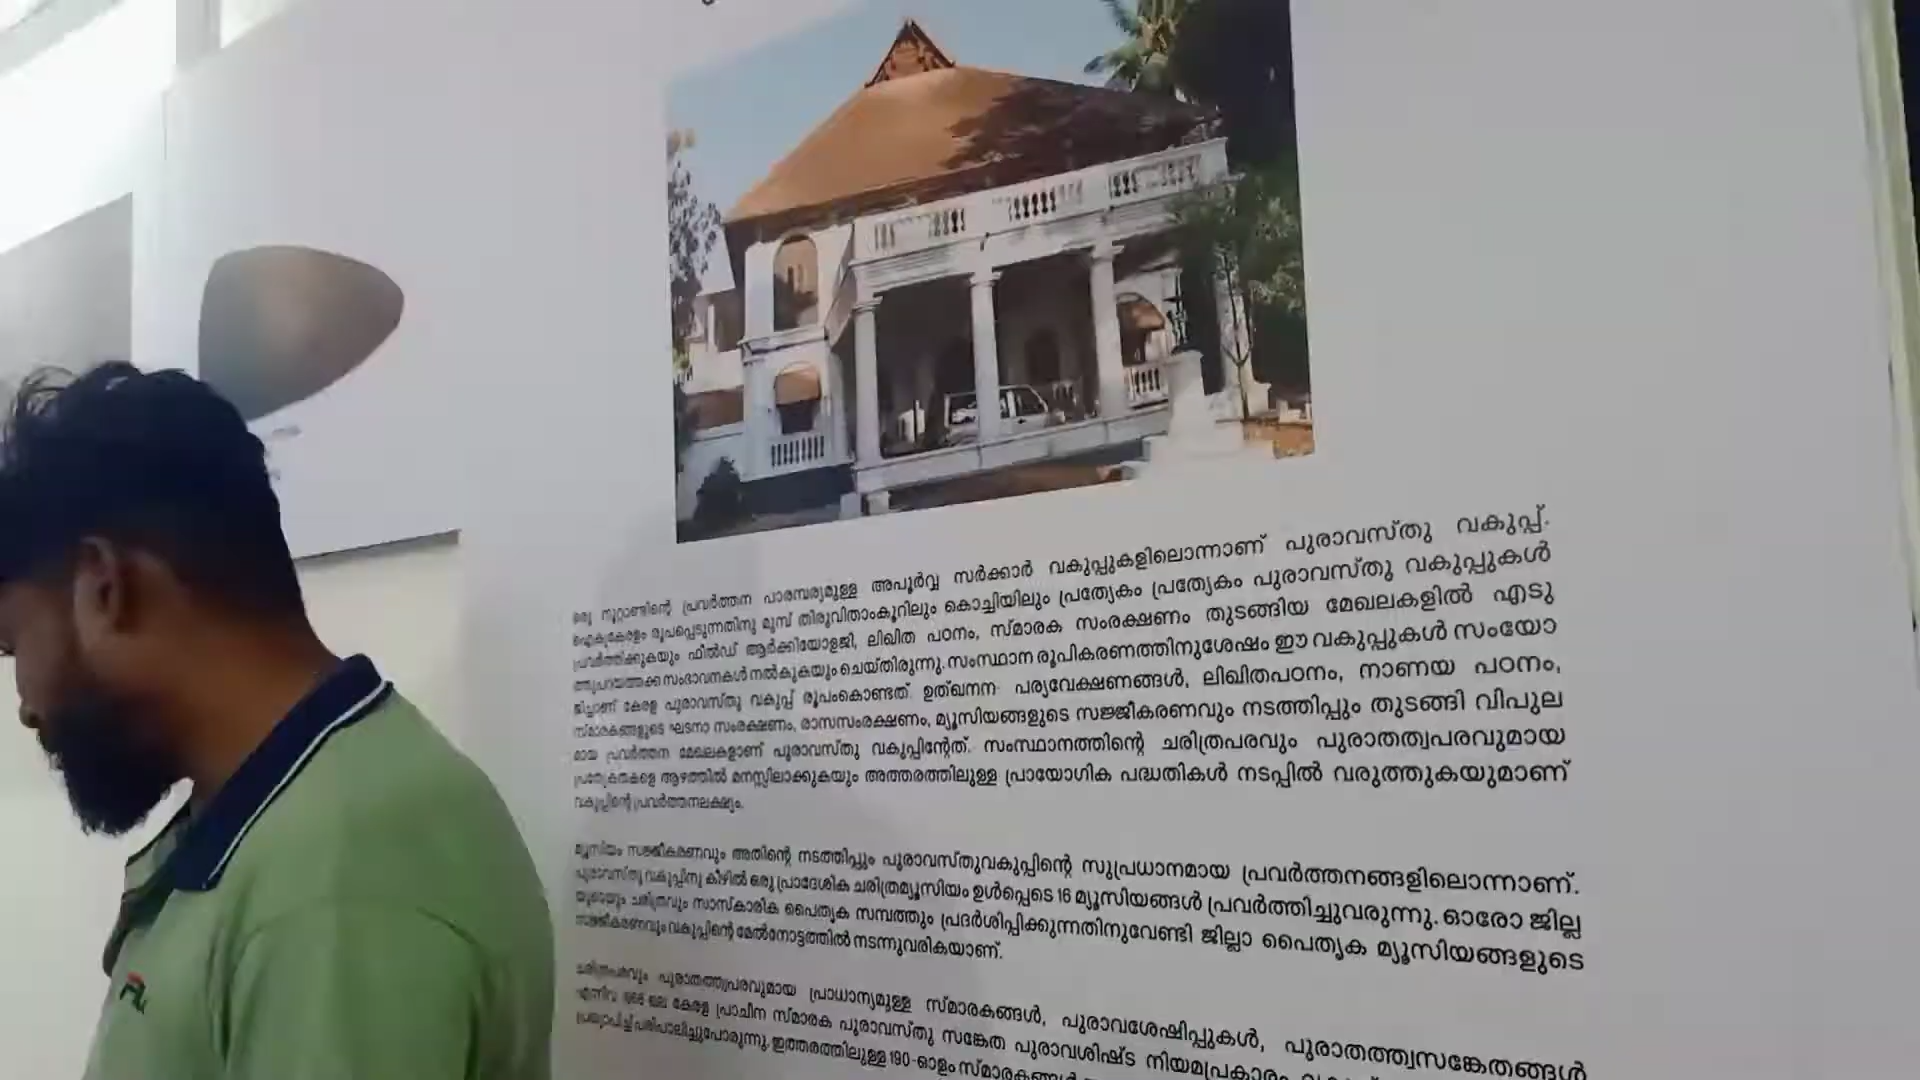 ഒരു നൂറ്റാണ്ടിന്റെ പ്രവർത്തന പാരമ്പര്യമുള്ള അപൂർവ്വ സർക്കാർ വകുപ്പുകളിലൊന്നാണ് പുരാവസ്തു വകുപ്പ്.
ഐക്യകേരളം രൂപപ്പെടുന്നതിനു മുമ്പ് തിരുവിതാംകൂറിലും കൊച്ചിയിലും പ്രത്യേകം പ്രത്യേകം പുരാവസ്തു വകുപ്പുകൾ
പ്രവർത്തിക്കുകയും ഫീൽഡ് ആർക്കിയോളജി, ലിഖിത പഠനം, സ്മാരക സംരക്ഷണം തുടങ്ങിയ മേഖലകളിൽ എടു
ത്തുപറയത്തക്ക സംഭാവനകൾ നൽകുകയും ചെയ്തിരുന്നു. സംസ്ഥാന രൂപികരണത്തിനുശേഷം ഈ വകുപ്പുകൾ സംയോ
ജിച്ചാണ് കേരള പുരാവസ്തു വകുപ്പ് രൂപംകൊണ്ടത്. ഉത്ഖനന പര്യവേക്ഷണങ്ങൾ, ലിഖിതപഠനം, നാണയ പഠനം,
സ്മാരകങ്ങളുടെ ഘടനാ സംരക്ഷണം, രാസസംരക്ഷണം, മ്യൂസിയങ്ങളുടെ സജ്ജീകരണവും നടത്തിപ്പും തുടങ്ങി വിപുല
മായ പ്രവർത്തന മേഖലകളാണ് പുരാവസ്തു വകുപ്പിന്റേത്. സംസ്ഥാനത്തിന്റെ ചരിത്രപരവും പുരാതത്വപരവുമായ
പ്രത്യേകതകളെ ആഴത്തിൽ മനസ്സിലാക്കുകയും അത്തരത്തിലുള്ള പ്രായോഗിക പദ്ധതികൾ നടപ്പിൽ വരുത്തുകയുമാണ്
വകുപ്പിന്റെ പ്രവർത്തനലക്ഷ്യം.
മ്യൂസിയം സജ്ജീകരണവും അതിന്റെ നടത്തിപ്പും പുരാവസ്തുവകുപ്പിന്റെ സുപ്രധാനമായ പ്രവർത്തനങ്ങളിലൊന്നാണ്.
പുരാവസ്തു വകുപ്പിനു കീഴിൽ ഒരു പ്രാദേശിക ചരിത്രമ്യൂസിയം ഉൾപ്പെടെ 16 മ്യൂസിയങ്ങൾ പ്രവർത്തിച്ചുവരുന്നു. ഓരോ ജില്ല
യുടേയും ചരിത്രവും സാസ്കാരിക പൈതൃക സമ്പത്തും പ്രദർശിപ്പിക്കുന്നതിനുവേണ്ടി ജില്ലാ പൈതൃക മ്യൂസിയങ്ങളുടെ
സജ്ജീകരണവും വകുപ്പിന്റെ മേൽനോട്ടത്തിൽ നടന്നുവരികയാണ്.
ചരിത്രപരവും പുരാതത്ത്വപരവുമായ പ്രാധാന്യമുള്ള സ്മാരകങ്ങൾ, പുരാവശേഷിപ്പുകൾ, പുരാതത്ത്വസങ്കേതങ്ങൾ
എന്നിവ 1968 ലെ കേരള പ്രാചീന സ്മാരക പുരാവസ്തു സങ്കേത പുരാവശിഷ്ട നിയമപ്രകാരം
പ്രഖ്യാപിച്ച് പരിപാലിച്ചുപോരുന്നു. ഇത്തരത്തിലുള്ള 190-ഓളം സ്മാരകങ്ങൾ